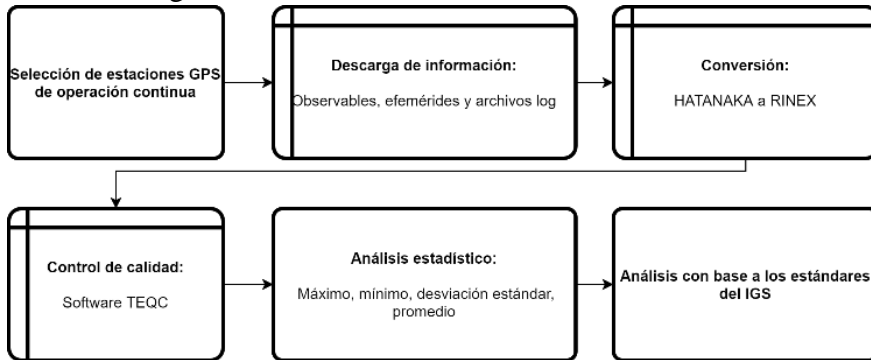 Selección de estaciones GPS
de operación continua
Descarga de información:
Observables, efemérides y archivos log
Conversión:
HATANAKA a RINEX
Control de calidad:
Software TEQC
Análisis estadístico:
Máximo, mínimo, desviación estándar,
promedio
Análisis con base a los estándares
del IGS